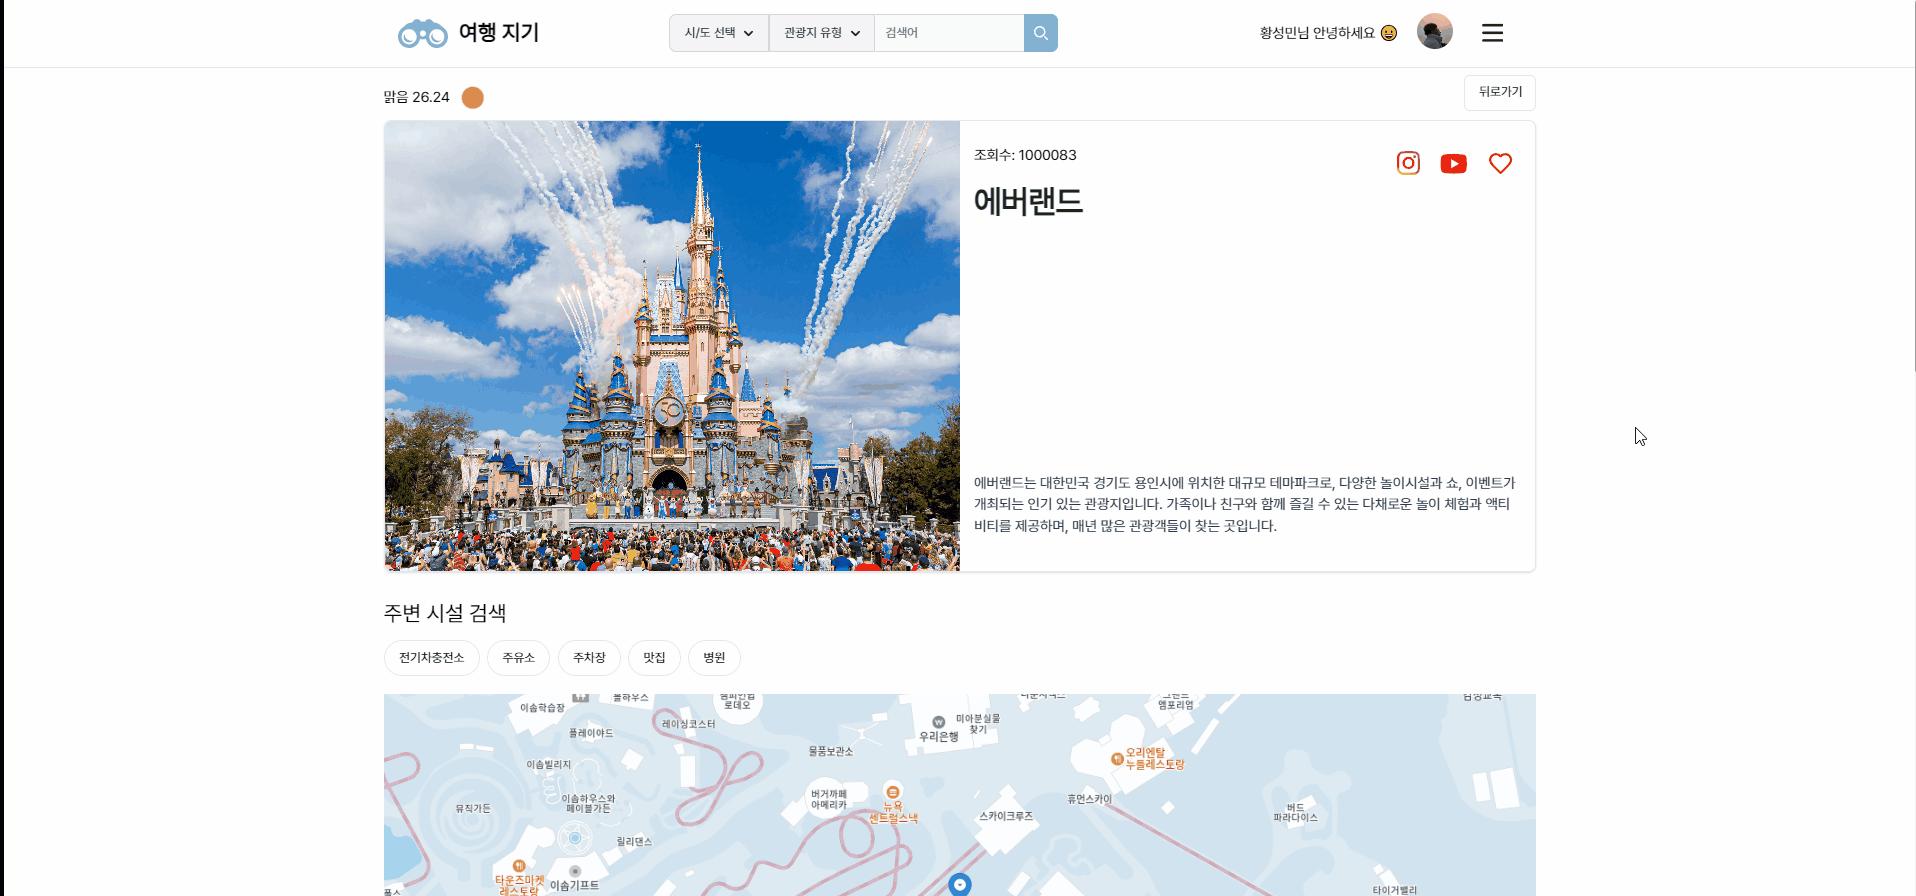 여행 지기
시/도 선택
관광지 유형
검색어
황성민님 안녕하세요
맑음 26.24
뒤로가기
조회수: 1000083
에버랜드
50
에버랜드는 대한민국 경기도 용인시에 위치한 대규모 테마파크로, 다양한 놀이시설과 쇼, 이벤트가
개최되는 인기 있는 관광지입니다. 가족이나 친구와 함께 즐길 수 있는 다채로운 놀이 체험과 액티
비티를 제공하며, 매년 많은 관광객들이 찾는 곳입니다.
주변 시설 검색
전기차충전소
주유소
주차장
맛집
병원
이솝학습장
볼하우스
로데오
엠포리엄
레이싱코스터
미아분실물
찾기
우리은행
플레이야드
물품보관소
오리엔탈
누들레스토랑
이솝빌리지
이솝하우스와
페이블가든
뮤직가든
버거까페
아메리카
뉴욕
센트럴스낵
휴먼스카이
스카이크루즈
버드
파라다이스
릴리댄스
타운즈마켓
레스토랑
이솝기프트
타이거밸리